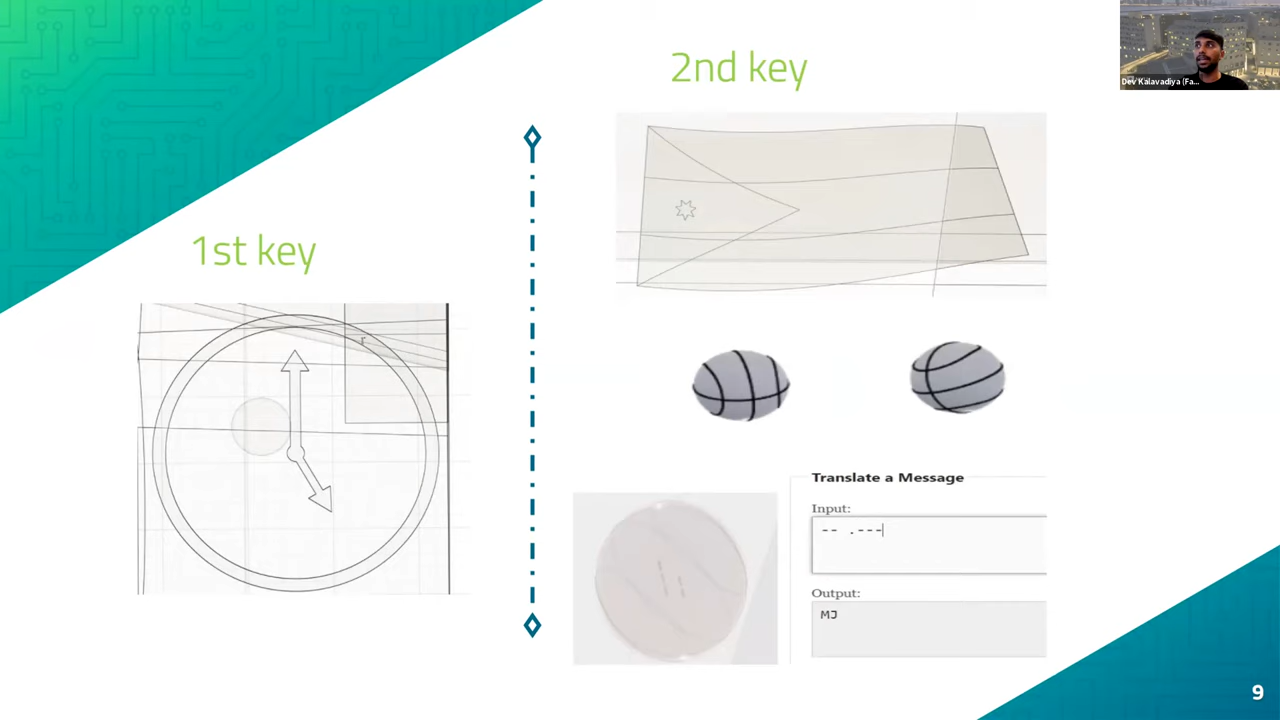 2nd key
Dev Kalavadiya (Fa...
1st key
Translate a Message
Input:
-- .---
Output:
MJ
9